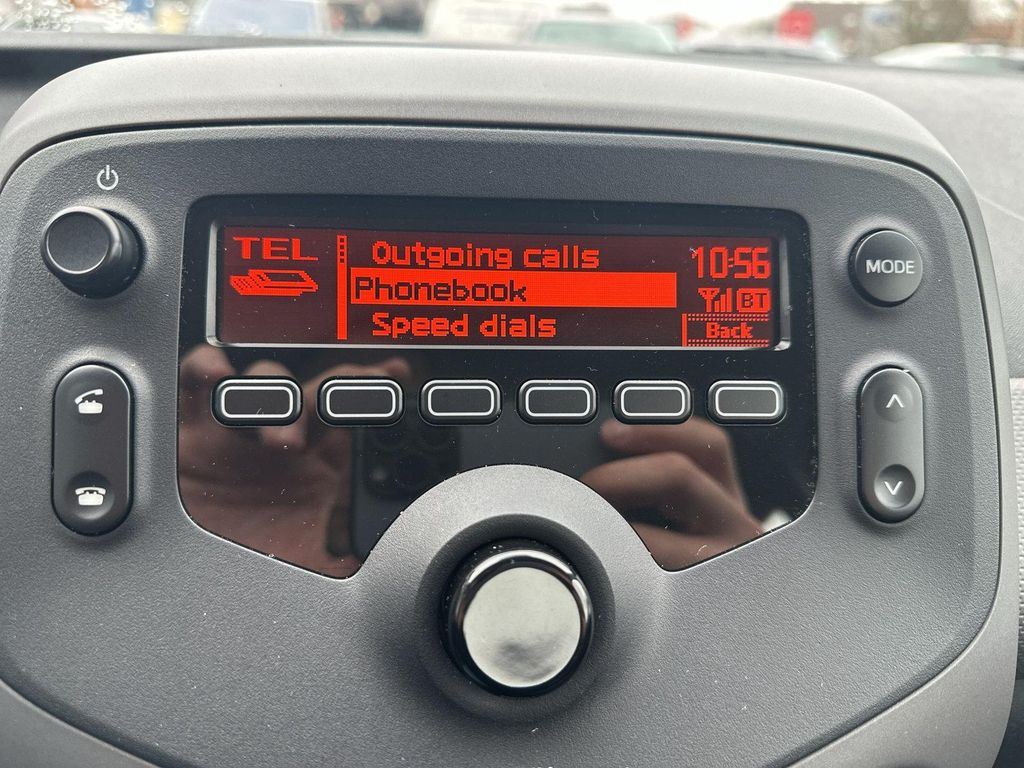 TEL
Outgoing calls
Phonebook
Speed dials
10:56
BT
Back
MODE